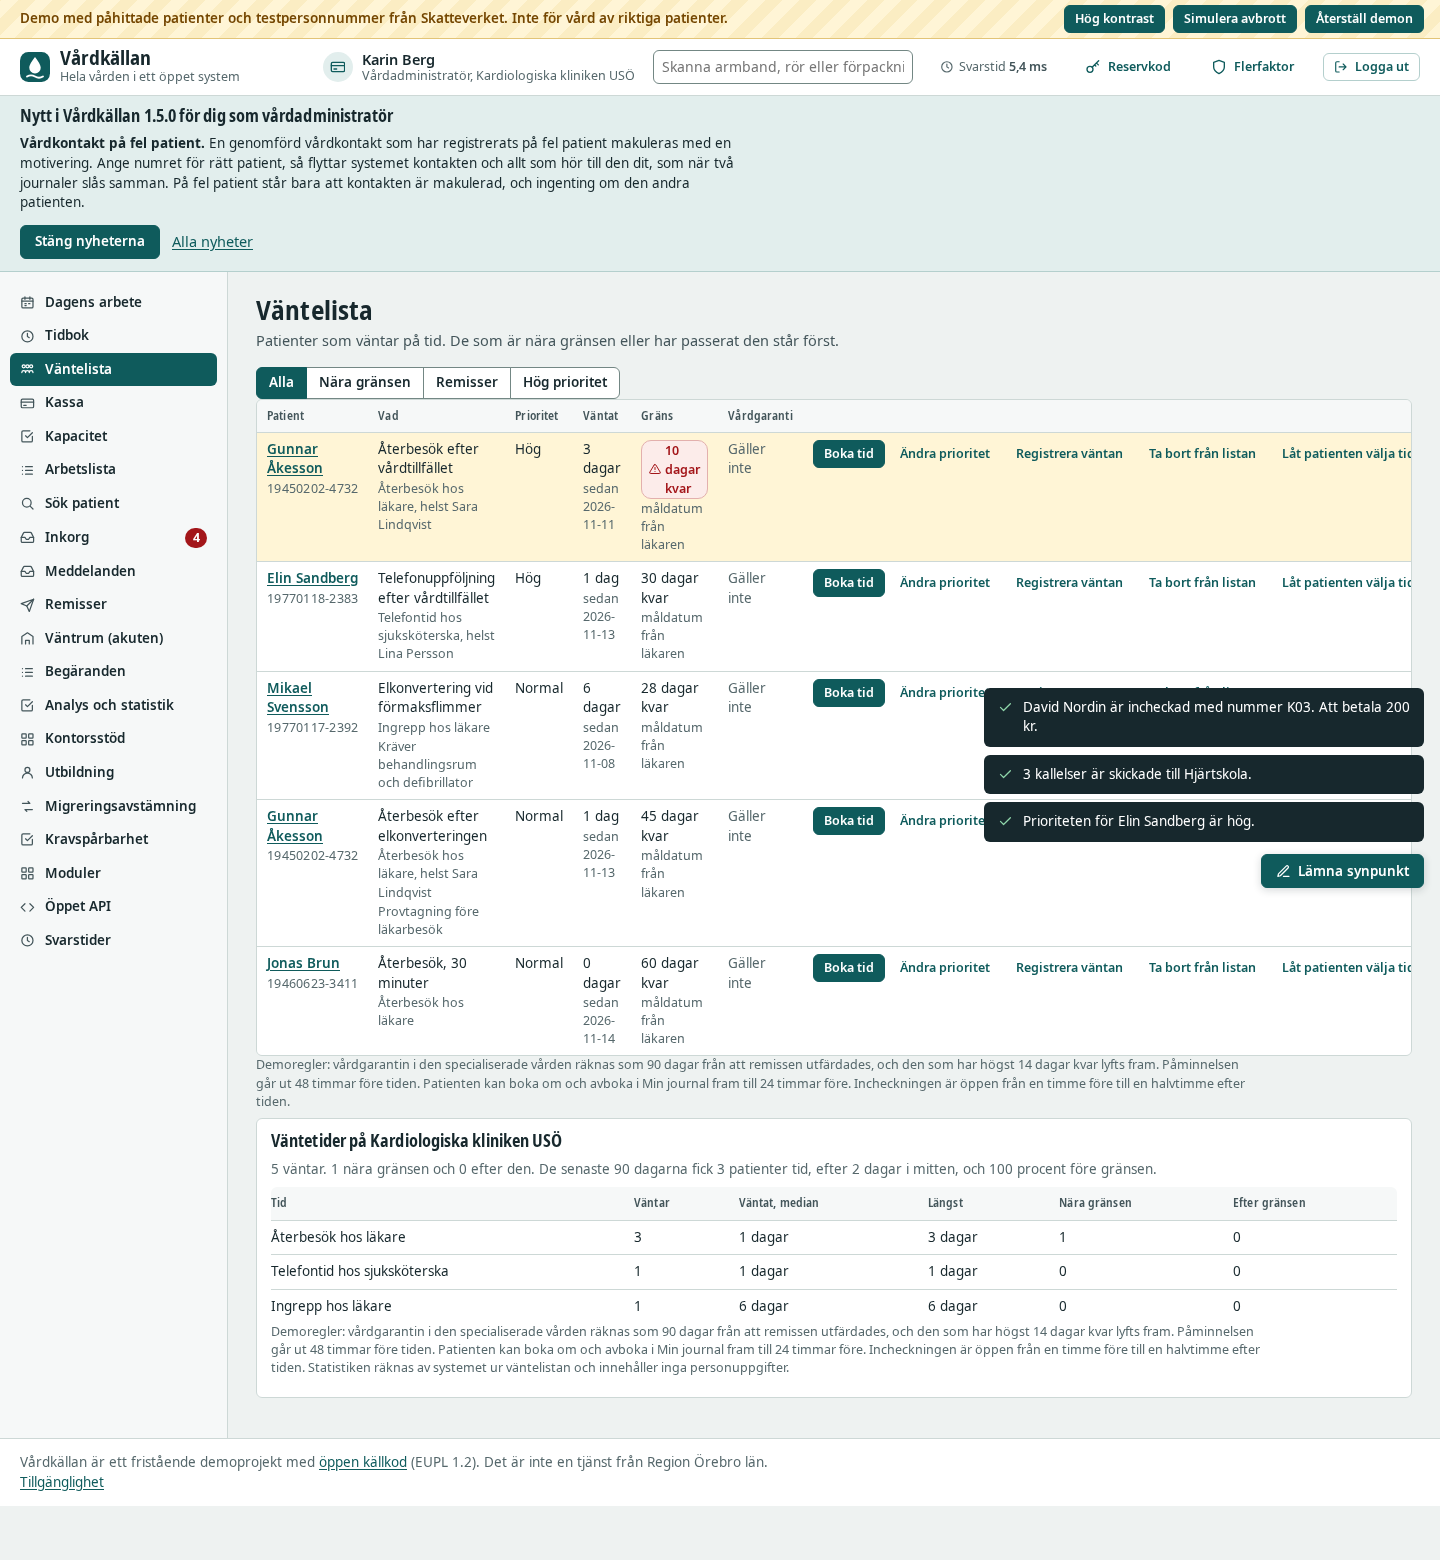 Demo med påhittade patienter och testpersonnummer från Skatteverket. Inte för vård av riktiga patienter.
Hög kontrast
Simulera avbrott
Återställ demon
Vårdkällan
Hela vården i ett öppet system
Karin Berg
Vårdadministratör, Kardiologiska kliniken USÖ
Skanna armband, rör eller förpackni
Svarstid 5,4 ms
Reservkod
Flerfaktor
Logga ut
Nytt i Vårdkällan 1.5.0 för dig som vårdadministratör
Vårdkontakt på fel patient. En genomförd vårdkontakt som har registrerats på fel patient makuleras med en
motivering. Ange numret för rätt patient, så flyttar systemet kontakten och allt som hör till den dit, som när två
journaler slås samman. På fel patient står bara att kontakten är makulerad, och ingenting om den andra
patienten.
Stäng nyheterna
Alla nyheter
Dagens arbete
Tidbok
Väntelista
Kassa
Kapacitet
Arbetslista
Sök patient
Inkorg 4
Meddelanden
Remisser
Väntrum (akuten)
Begäranden
Analys och statistik
Kontorsstöd
Utbildning
Migreringsavstämning
Kravspårbarhet
Moduler
Öppet API
Svarstider
Väntelista
Patienter som väntar på tid. De som är nära gränsen eller har passerat den står först.
Alla
Nära gränsen
Remisser
Hög prioritet
Patient Vad Prioritet Väntat Gräns Vårdgaranti
Gunnar
Åkesson
19450202-4732
Återbesök efter
vårdtillfället
Återbesök hos
läkare, helst Sara
Lindqvist
Hög
3
dagar
sedan
2026-
11-11
10
dagar
kvar
måldatum
från
läkaren
Gäller
inte
Boka tid
Ändra prioritet
Registrera väntan
Ta bort från listan
Låt patienten välja tid
Elin Sandberg
19770118-2383
Telefonuppföljning
efter vårdtillfället
Telefontid hos
sjuksköterska, helst
Lina Persson
Hög
1 dag
sedan
2026-
11-13
30 dagar
kvar
måldatum
från
läkaren
Gäller
inte
Boka tid
Ändra prioritet
Registrera väntan
Ta bort från listan
Låt patienten välja tid
Mikael
Svensson
19770117-2392
Elkonvertering vid
förmaksflimmer
Ingrepp hos läkare
Kräver
behandlingsrum
och defibrillator
Normal
6
dagar
sedan
2026-
11-08
28 dagar
kvar
måldatum
från
läkaren
Gäller
inte
Boka tid
Ändra prioritet
David Nordin är incheckad med nummer K03. Att betala 200
kr.
3 kallelser är skickade till Hjärtskola.
Prioriteten för Elin Sandberg är hög.
Gunnar
Åkesson
19450202-4732
Återbesök efter
elkonverteringen
Återbesök hos
läkare, helst Sara
Lindqvist
Provtagning före
läkarbesök
Normal
1 dag
sedan
2026-
11-13
45 dagar
kvar
måldatum
från
läkaren
Gäller
inte
Boka tid
Ändra prioritet
Lämna synpunkt
Jonas Brun
19460623-3411
Återbesök, 30
minuter
Återbesök hos
läkare
Normal
0
dagar
sedan
2026-
11-14
60 dagar
kvar
måldatum
från
läkaren
Gäller
inte
Boka tid
Ändra prioritet
Registrera väntan
Ta bort från listan
Låt patienten välja tid
Demoregler: vårdgarantin i den specialiserade vården räknas som 90 dagar från att remissen utfärdades, och den som har högst 14 dagar kvar lyfts fram. Påminnelsen
går ut 48 timmar före tiden. Patienten kan boka om och avboka i Min journal fram till 24 timmar före. Incheckningen är öppen från en timme före till en halvtimme efter
tiden.
Väntetider på Kardiologiska kliniken USÖ
5 väntar. 1 nära gränsen och 0 efter den. De senaste 90 dagarna fick 3 patienter tid, efter 2 dagar i mitten, och 100 procent före gränsen.
Tid Väntar Väntat, median Längst Nära gränsen Efter gränsen
Återbesök hos läkare 3 1 dagar 3 dagar 1 0
Telefontid hos sjuksköterska 1 1 dagar 1 dagar 0 0
Ingrepp hos läkare 1 6 dagar 6 dagar 0 0
Demoregler: vårdgarantin i den specialiserade vården räknas som 90 dagar från att remissen utfärdades, och den som har högst 14 dagar kvar lyfts fram. Påminnelsen
går ut 48 timmar före tiden. Patienten kan boka om och avboka i Min journal fram till 24 timmar före. Incheckningen är öppen från en timme före till en halvtimme efter
tiden. Statistiken räknas av systemet ur väntelistan och innehåller inga personuppgifter.
Vårdkällan är ett fristående demoprojekt med öppen källkod (EUPL 1.2). Det är inte en tjänst från Region Örebro län.
Tillgänglighet